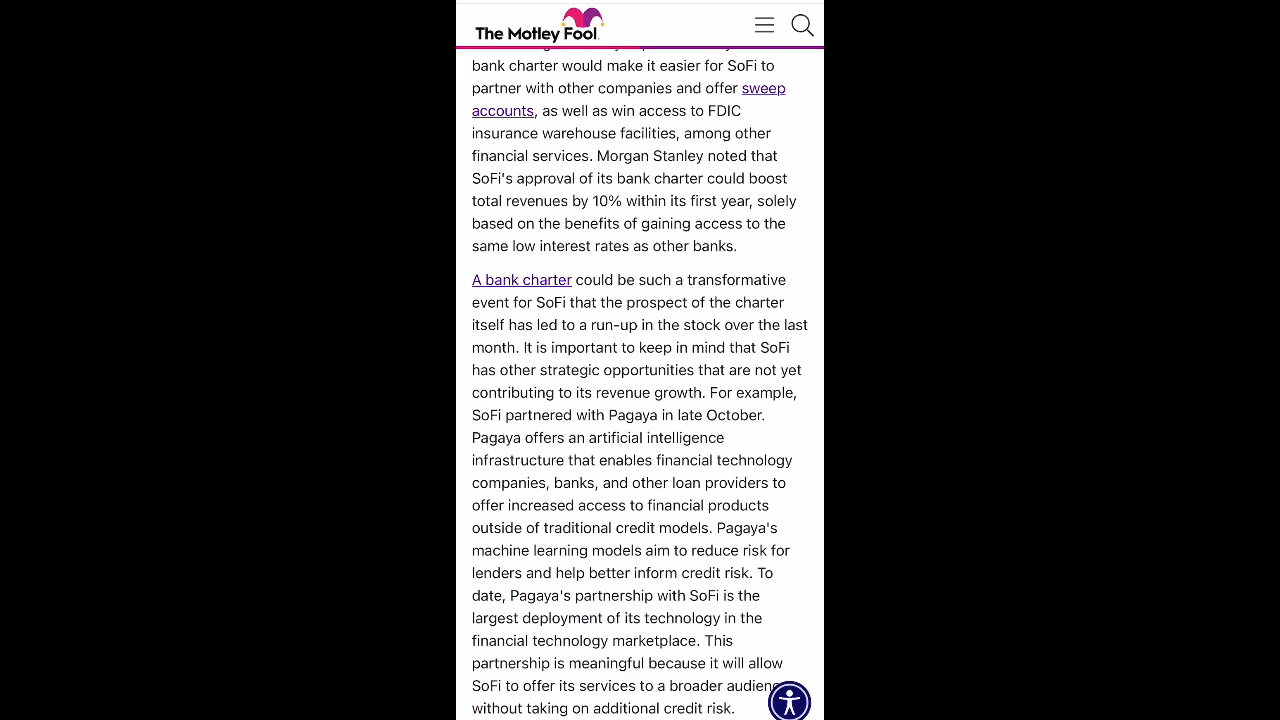 The Motley Fool.
bank charter would make it easier for SoFi to
partner with other companies and offer sweep
accounts, as well as win access to FDIC
insurance warehouse facilities, among other
financial services. Morgan Stanley noted that
SoFi's approval of its bank charter could boost
total revenues by 10% within its first year, solely
based on the benefits of gaining access to the
same low interest rates as other banks.
A bank charter could be such a transformative
event for SoFi that the prospect of the charter
itself has led to a run-up in the stock over the last
month. It is important to keep in mind that SoFi
has other strategic opportunities that are not yet
contributing to its revenue growth. For example,
SoFi partnered with Pagaya in late October.
Pagaya offers an artificial intelligence
infrastructure that enables financial technology
companies, banks, and other loan providers to
offer increased access to financial products
outside of traditional credit models. Pagaya's
machine learning models aim to reduce risk for
lenders and help better inform credit risk. To
date, Pagaya's partnership with SoFi is the
largest deployment of its technology in the
financial technology marketplace. This
partnership is meaningful because it will allow
SoFi to offer its services to a broader audience
without taking on additional credit risk.